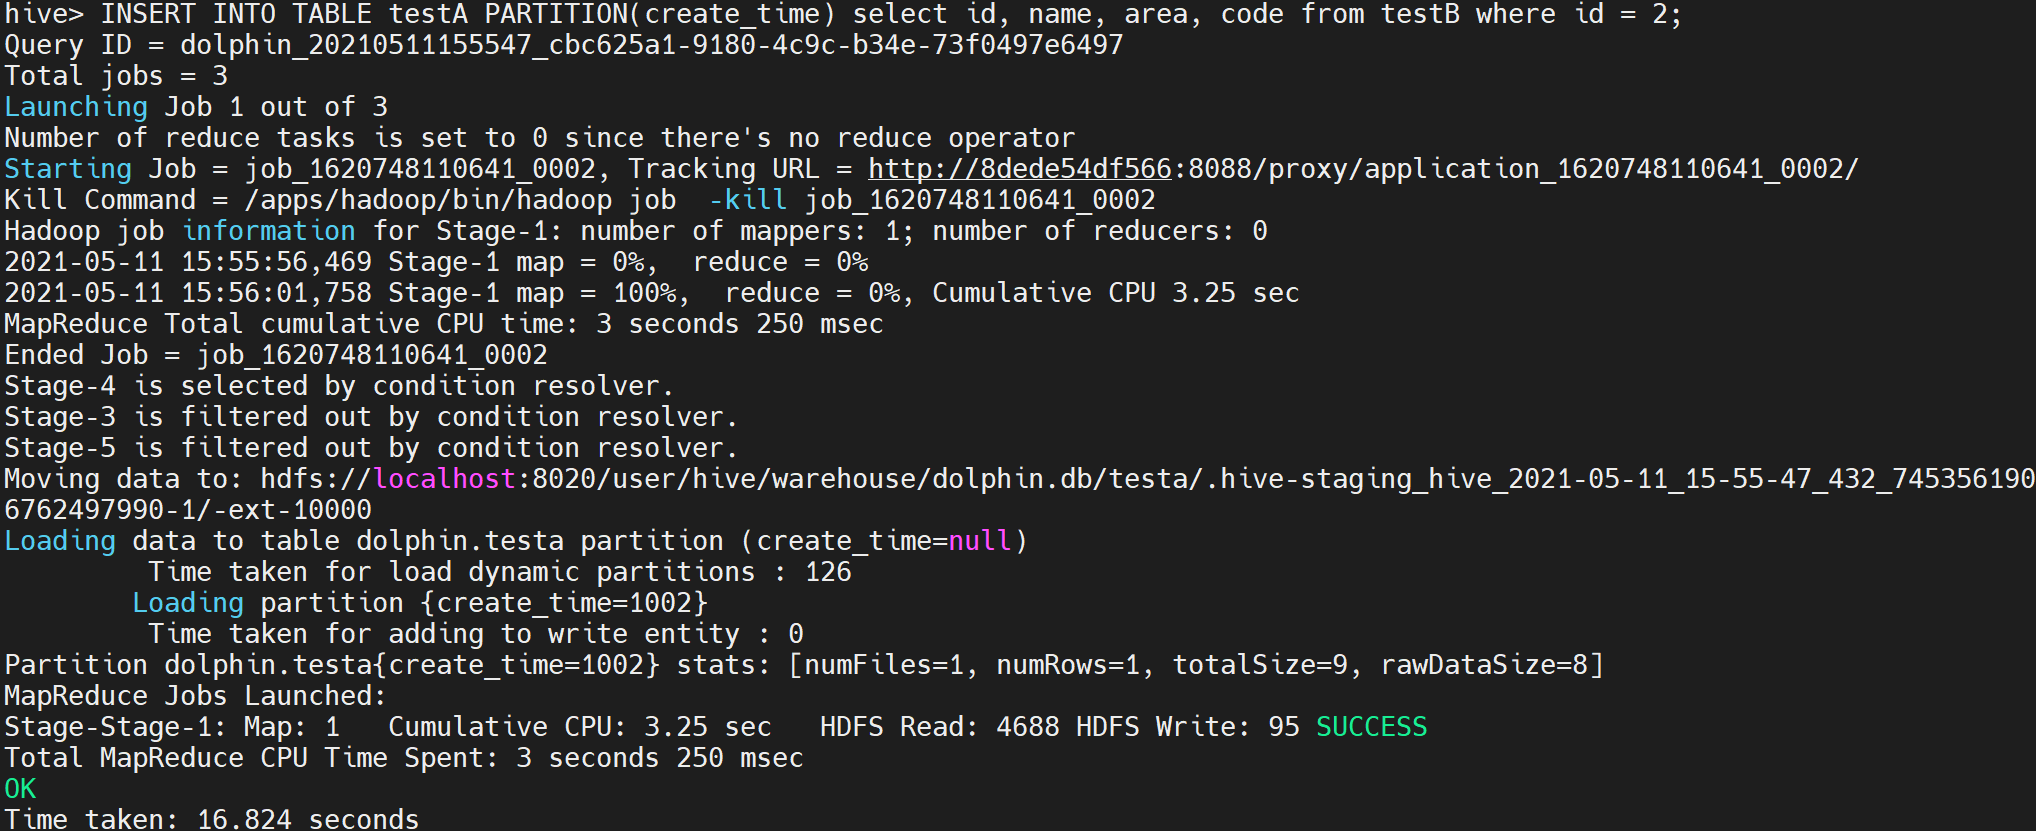 hive> INSERT INTO TABLE testA PARTITION(create_time) select id, name, area, code from testB where id = 2;
Query ID = dolphin_20210511155547_cbc625a1-9180-4c9c-b34e-73f0497e6497
Total jobs = 3
Launching Job 1 out of 3
Number of reduce tasks is set to 0 since there's no reduce operator
Starting Job = job_1620748110641_0002, Tracking URL = http://8dede54df566:8088/proxy/application_1620748110641_0002/
Kill Command = /apps/hadoop/bin/hadoop job  -kill job_1620748110641_0002
Hadoop job information for Stage-1: number of mappers: 1; number of reducers: 0
2021-05-11 15:55:56,469 Stage-1 map = 0%,  reduce = 0%
2021-05-11 15:56:01,758 Stage-1 map = 100%,  reduce = 0%, Cumulative CPU 3.25 sec
MapReduce Total cumulative CPU time: 3 seconds 250 msec
Ended Job = job_1620748110641_0002
Stage-4 is selected by condition resolver.
Stage-3 is filtered out by condition resolver.
Stage-5 is filtered out by condition resolver.
Moving data to: hdfs://localhost:8020/user/hive/warehouse/dolphin.db/testa/.hive-staging_hive_2021-05-11_15-55-47_432_745356190
6762497990-1/-ext-10000
Loading data to table dolphin.testa partition (create_time=null)
         Time taken for load dynamic partitions : 126
        Loading partition {create_time=1002}
         Time taken for adding to write entity : 0
Partition dolphin.testa{create_time=1002} stats: [numFiles=1, numRows=1, totalSize=9, rawDataSize=8]
MapReduce Jobs Launched:
Stage-Stage-1: Map: 1   Cumulative CPU: 3.25 sec   HDFS Read: 4688 HDFS Write: 95 SUCCESS
Total MapReduce CPU Time Spent: 3 seconds 250 msec
OK
Time taken: 16.824 seconds